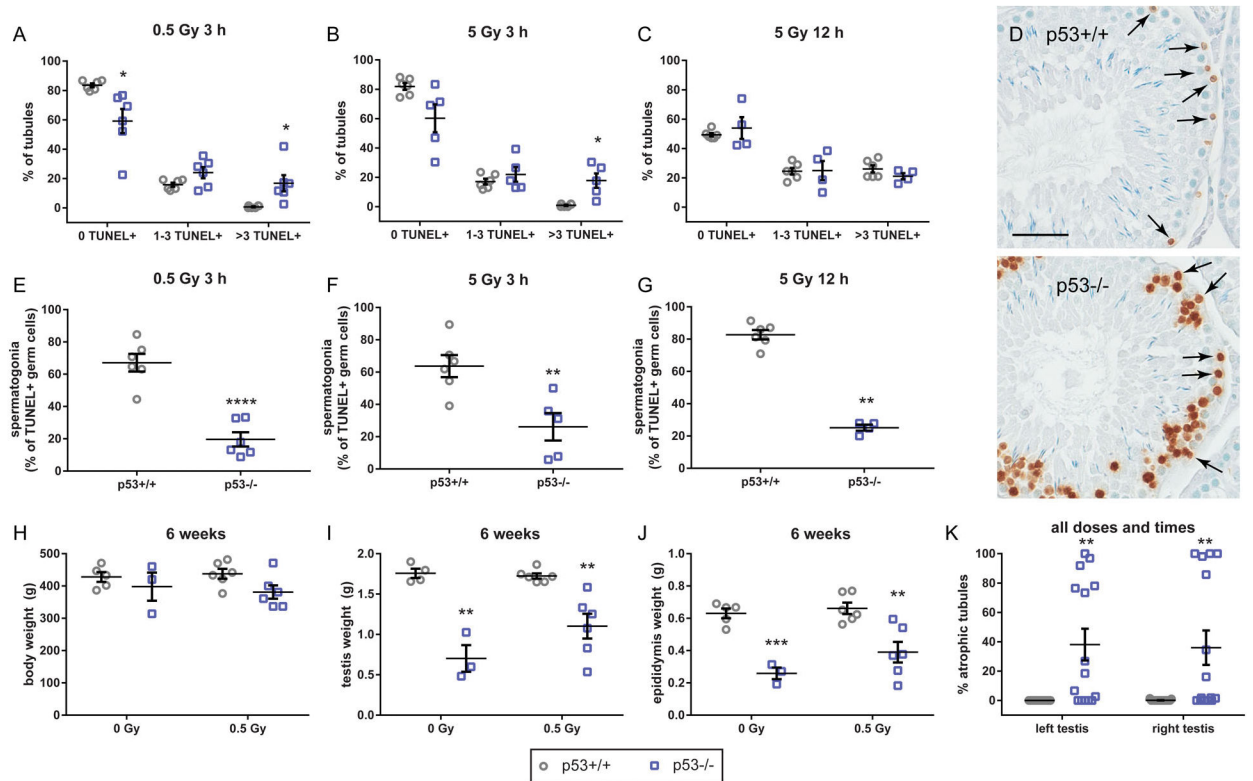 A
0.5 Gy 3 h
% of tubules
100
80
60
40
20
0
*
*
0 TUNEL+
1-3 TUNEL+
>3 TUNEL+
B
5 Gy 3 h
% of tubules
100
80
60
40
20
0
*
0 TUNEL+
1-3 TUNEL+
>3 TUNEL+
C
5 Gy 12 h
% of tubules
100
80
60
40
20
0
0 TUNEL+
1-3 TUNEL+
>3 TUNEL+
D
p53+/+
p53-/-
E
0.5 Gy 3 h
spermatogonia
(% of TUNEL+ germ cells)
100
80
60
40
20
0
****
p53+/+
p53-/-
F
5 Gy 3 h
spermatogonia
(% of TUNEL+ germ cells)
100
80
60
40
20
0
**
p53+/+
p53-/-
G
5 Gy 12 h
spermatogonia
(% of TUNEL+ germ cells)
100
80
60
40
20
0
**
p53+/+
p53-/-
H
6 weeks
body weight (g)
500
400
300
200
100
0
0 Gy
0.5 Gy
I
6 weeks
testis weight (g)
2.0
1.5
1.0
0.5
0.0
**
**
0 Gy
0.5 Gy
J
6 weeks
epididymis weight (g)
1.0
0.8
0.6
0.4
0.2
0.0
***
**
0 Gy
0.5 Gy
K
all doses and times
% atrophic tubules
100
80
60
40
20
0
**
**
left testis
right testis
p53+/+
p53-/-